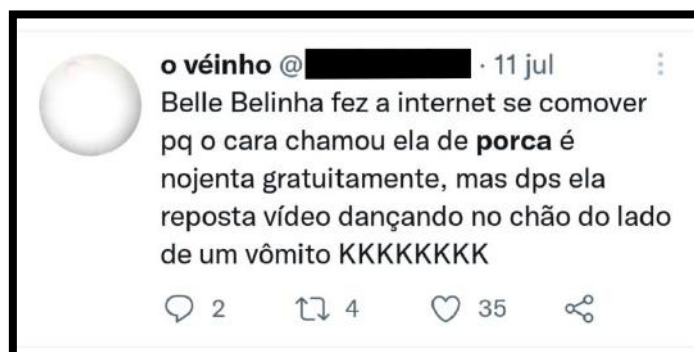 o véinho @ · 11 jul
Belle Belinha fez a internet se comover
pq o cara chamou ela de porca é
nojenta gratuitamente, mas dps ela
reposta vídeo dançando no chão do lado
de um vômito KKKKKKKK
2 4 35